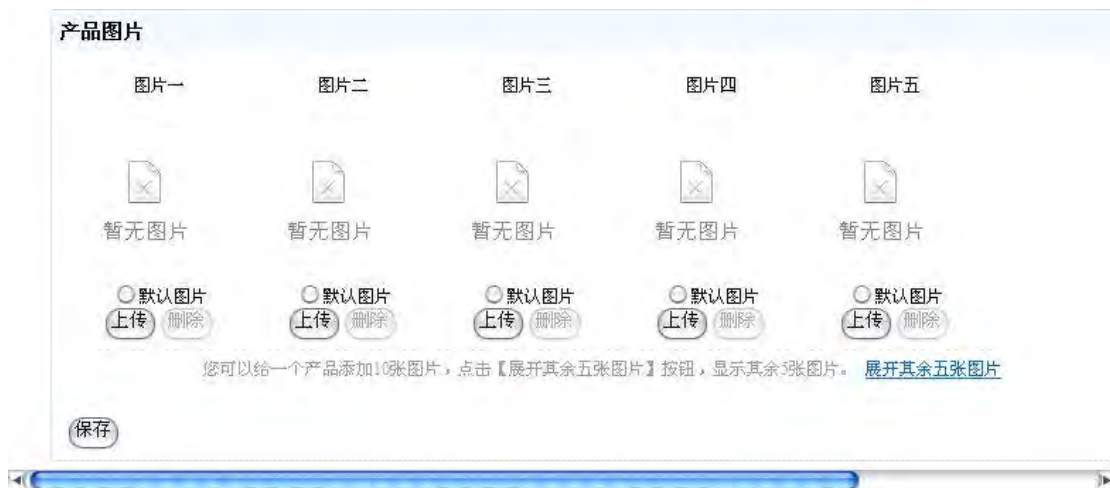 产品图片
图片一 图片二 图片三 图片四 图片五
暂无图片 暂无图片 暂无图片 暂无图片 暂无图片
默认图片 默认图片 默认图片 默认图片 默认图片
上传 删除 上传 删除 上传 删除 上传 删除 上传 删除
您可以给一个产品添加10张图片，点击【展开其余五张图片】按钮，显示其余5张图片。 展开其余五张图片
保存